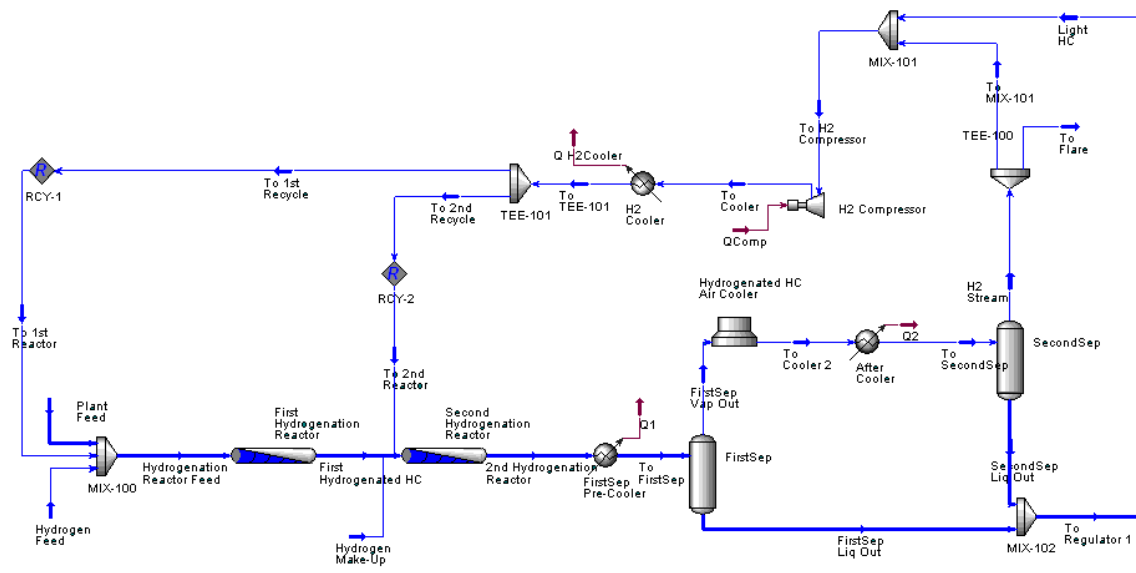 Light
HC
MIX-101
To
MIX-101
TEE-100
To
Flare
To H2
Compressor
Q H2Cooler
To 1st
Recycle
R
RCY-1
To 2nd
Recycle
TEE-101
To
TEE-101
H2
Cooler
To
Cooler
H2 Compressor
QComp
R
RCY-2
Hydrogenated HC
Air Cooler
H2
Stream
To 1st
Reactor
To
Cooler 2
After
Cooler
Q2
To
SecondSep
SecondSep
To 2nd
Reactor
FirstSep
Vap Out
Plant
Feed
First
Hydrogenation
Reactor
Second
Hydrogenation
Reactor
Q1
MIX-100
Hydrogenation
Reactor Feed
First
Hydrogenated HC
2nd Hydrogenation
Reactor
FirstSep
Pre-Cooler
To
FirstSep
FirstSep
SecondSep
Liq Out
Hydrogen
Feed
Hydrogen
Make-Up
FirstSep
Liq Out
MIX-102
To
Regulator 1